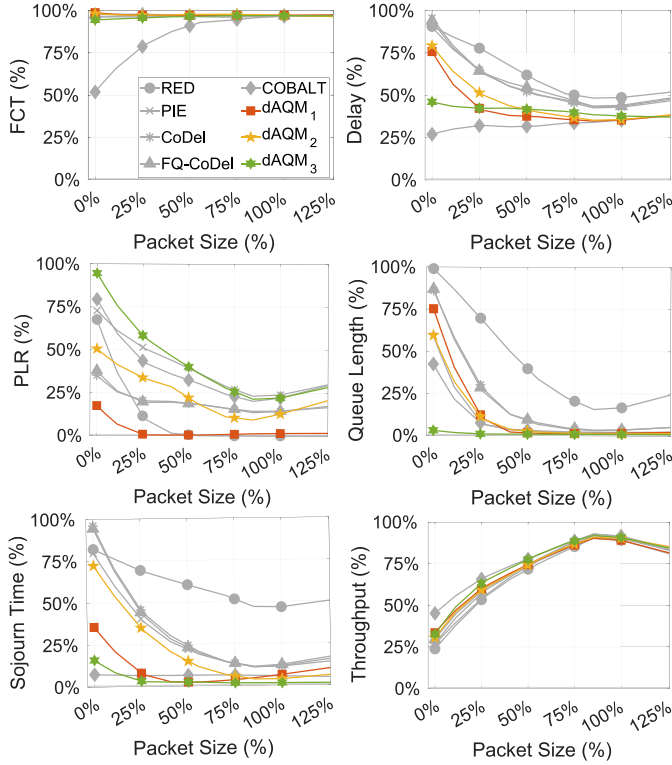 100%
75%
50%
25%
0%
FCT (%)
RED
PIE
CoDel
FQ-CoDel
COBALT
dAQM1
dAQM2
dAQM3
0% 25% 50% 75% 100% 125%
Packet Size (%)
100%
75%
50%
25%
0%
Delay (%)
0% 25% 50% 75% 100% 125%
Packet Size (%)
100%
75%
50%
25%
0%
PLR (%)
0% 25% 50% 75% 100% 125%
Packet Size (%)
100%
75%
50%
25%
0%
Queue Length (%)
0% 25% 50% 75% 100% 125%
Packet Size (%)
100%
75%
50%
25%
0%
Sojourn Time (%)
0% 25% 50% 75% 100% 125%
Packet Size (%)
100%
75%
50%
25%
0%
Throughput (%)
0% 25% 50% 75% 100% 125%
Packet Size (%)